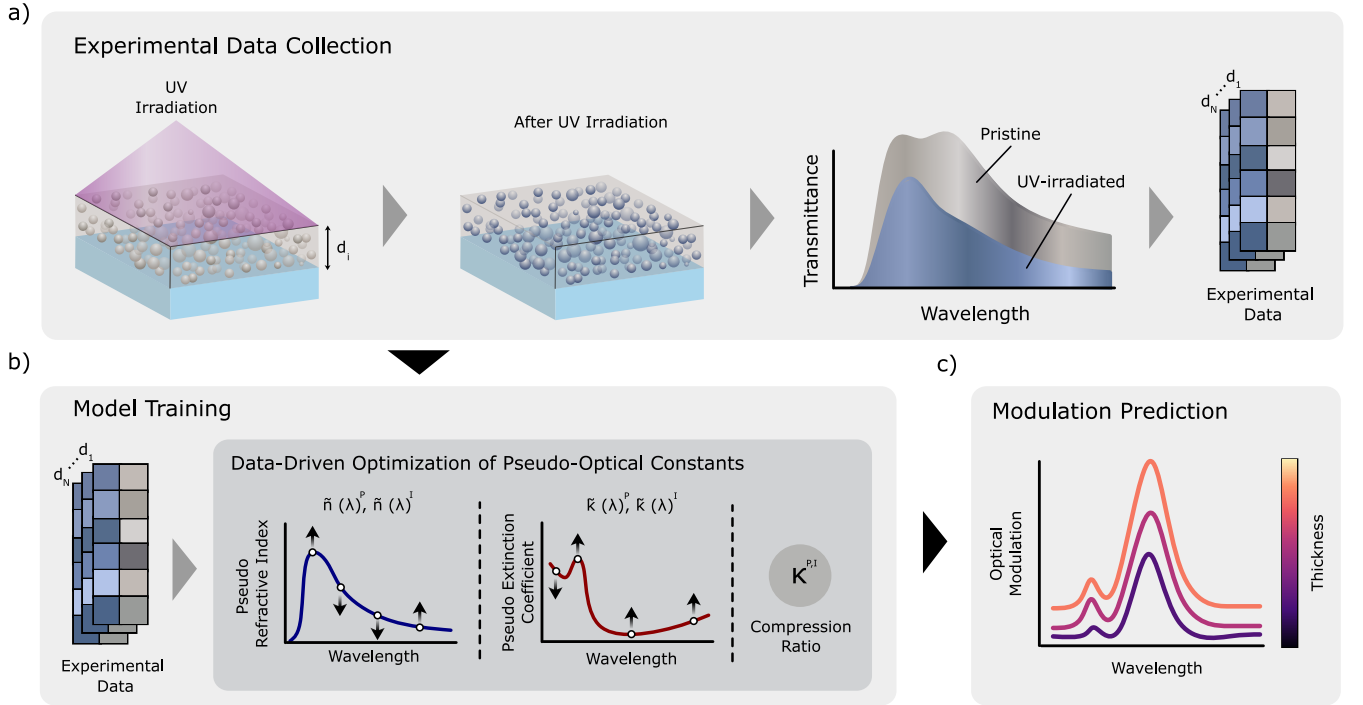 a)
Experimental Data Collection
UV
Irradiation
d i
After UV Irradiation
Transmittance
Pristine
UV-irradiated
Wavelength
d N
d 1
Experimental
Data
b)
Model Training
d N
d 1
Experimental
Data
Data-Driven Optimization of Pseudo-Optical Constants
ñ (λ)ᴾ, ñ (λ)ᴵ
Pseudo
Refractive Index
Wavelength
κ̃ (λ)ᴾ, κ̃ (λ)ᴵ
Pseudo Extinction
Coefficient
Wavelength
Κ P,I
Compression
Ratio
c)
Modulation Prediction
Optical
Modulation
Wavelength
Thickness